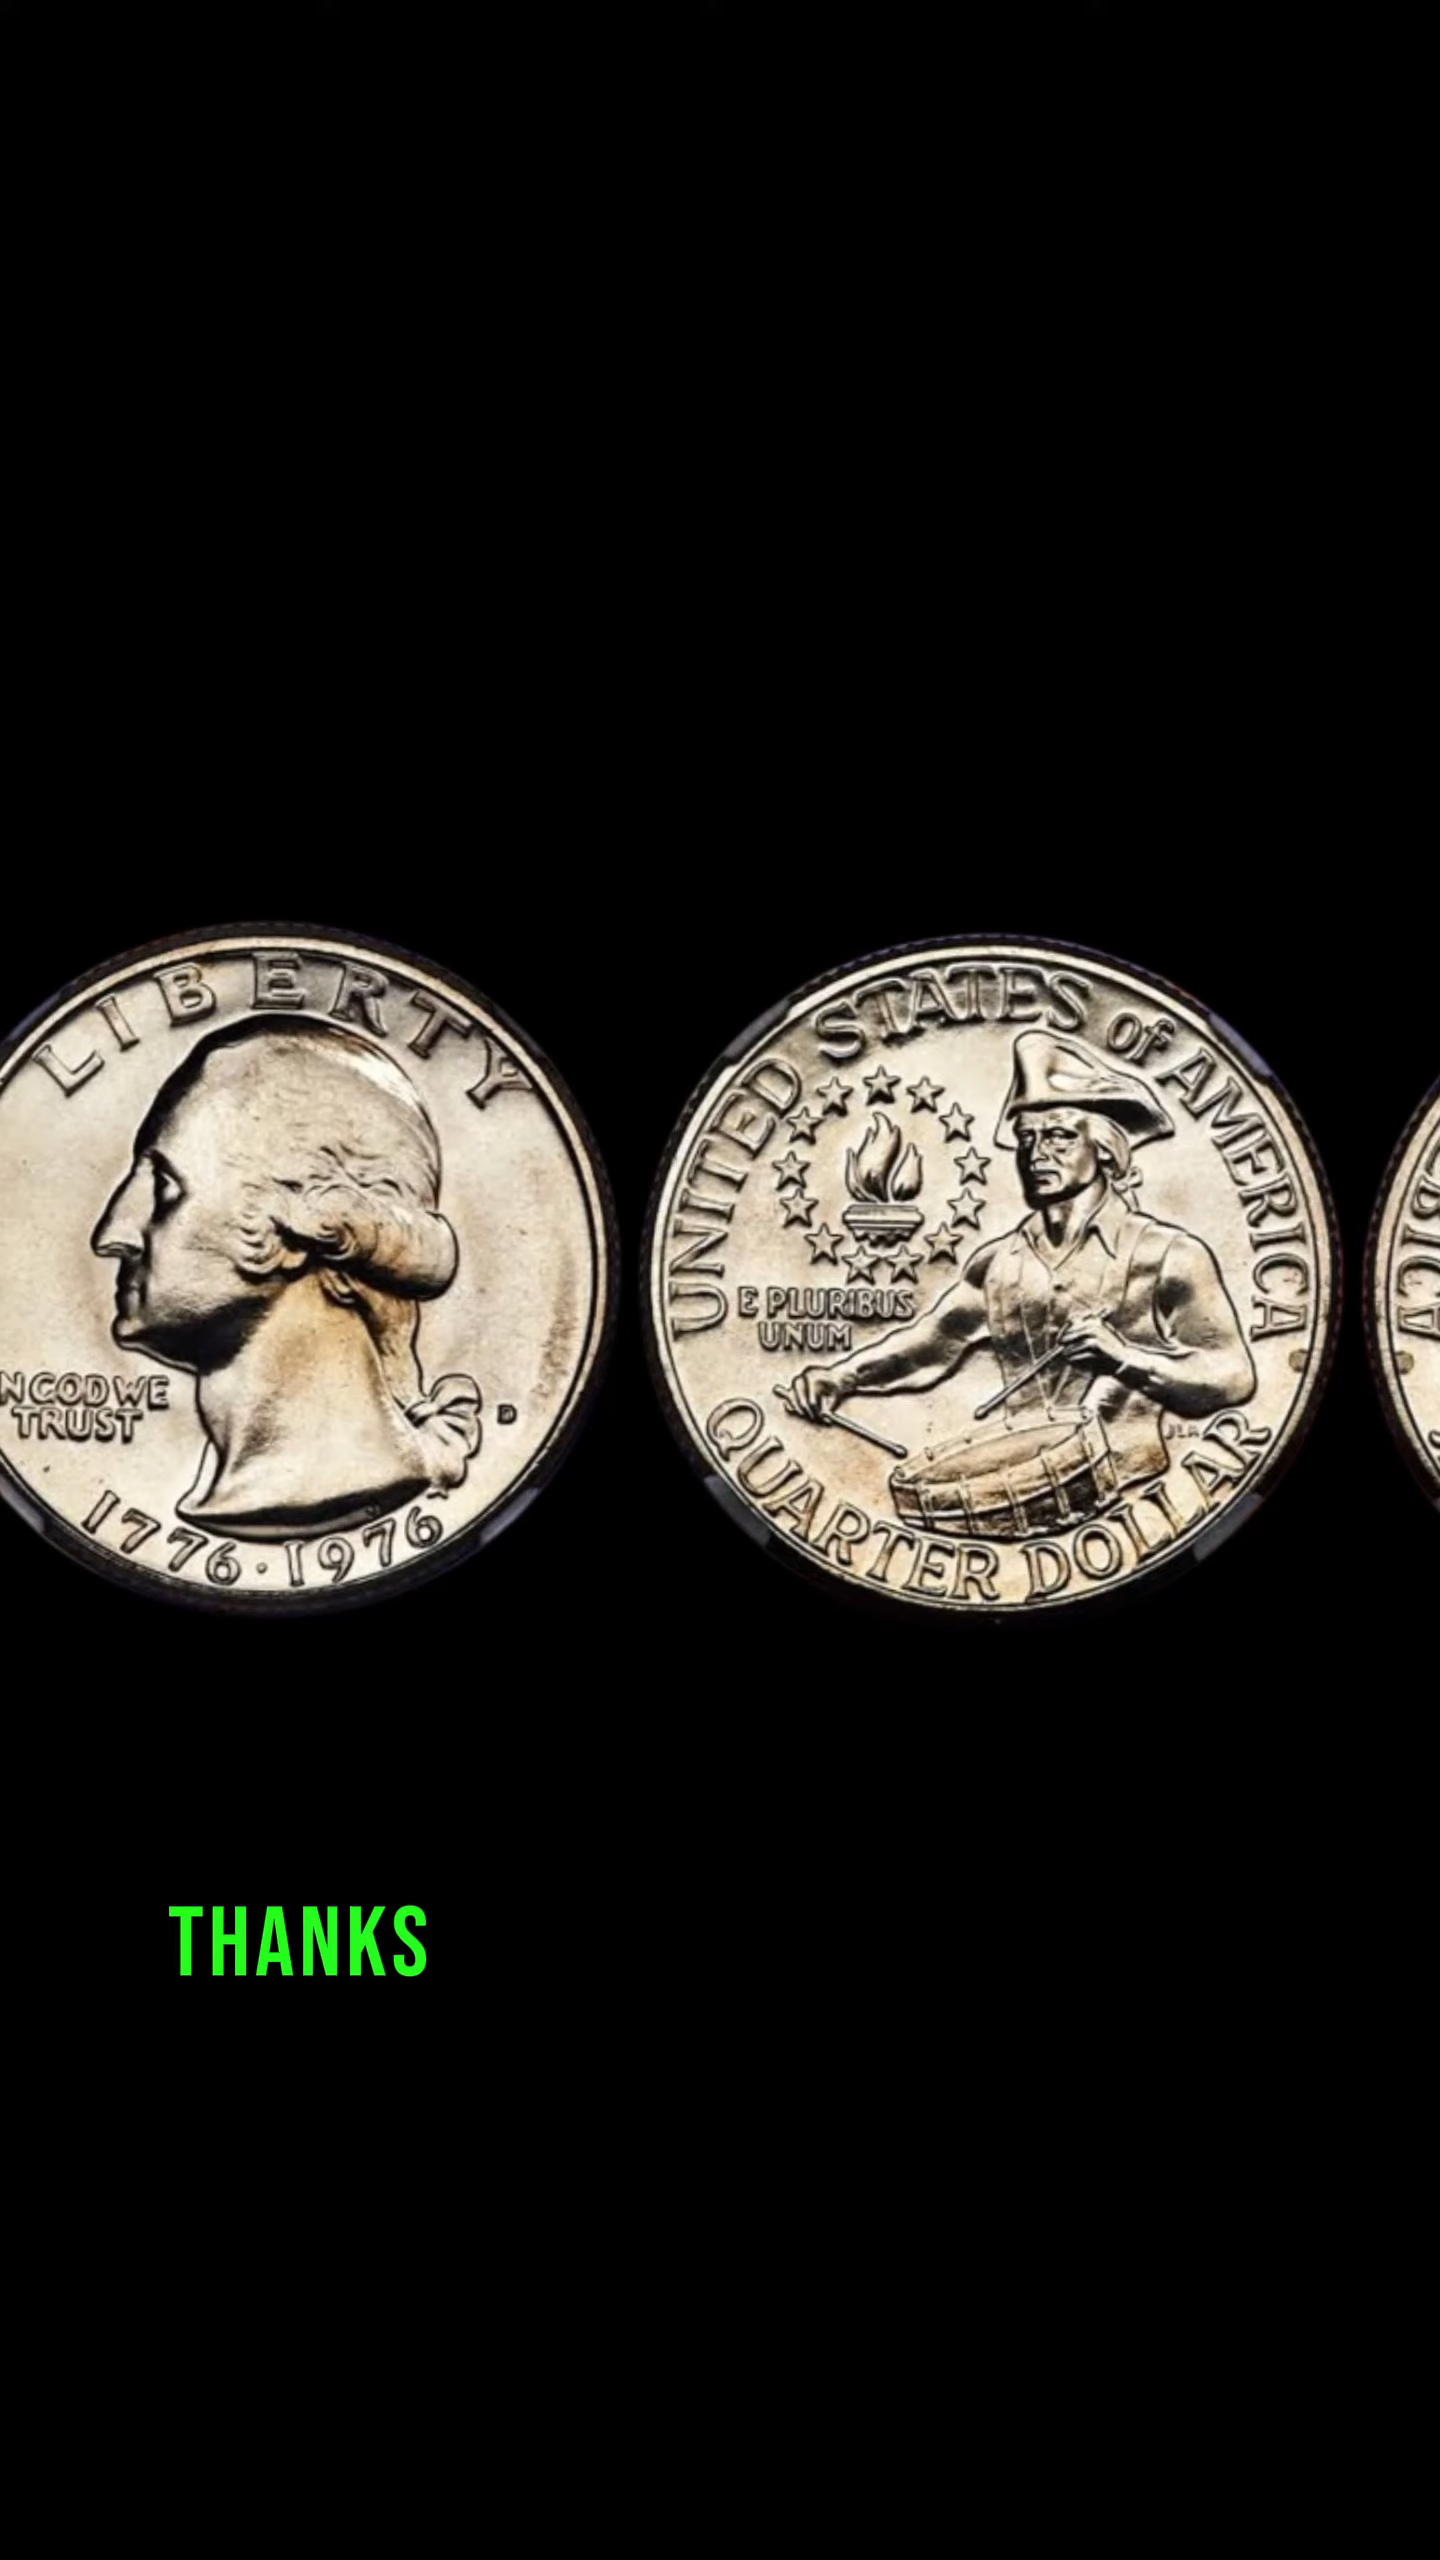 LIBERTY
N GOD WE
TRUST
D
1776·1976
UNITED STATES of AMERICA
E PLURIBUS
UNUM
QUARTER DOLLAR
THANKS